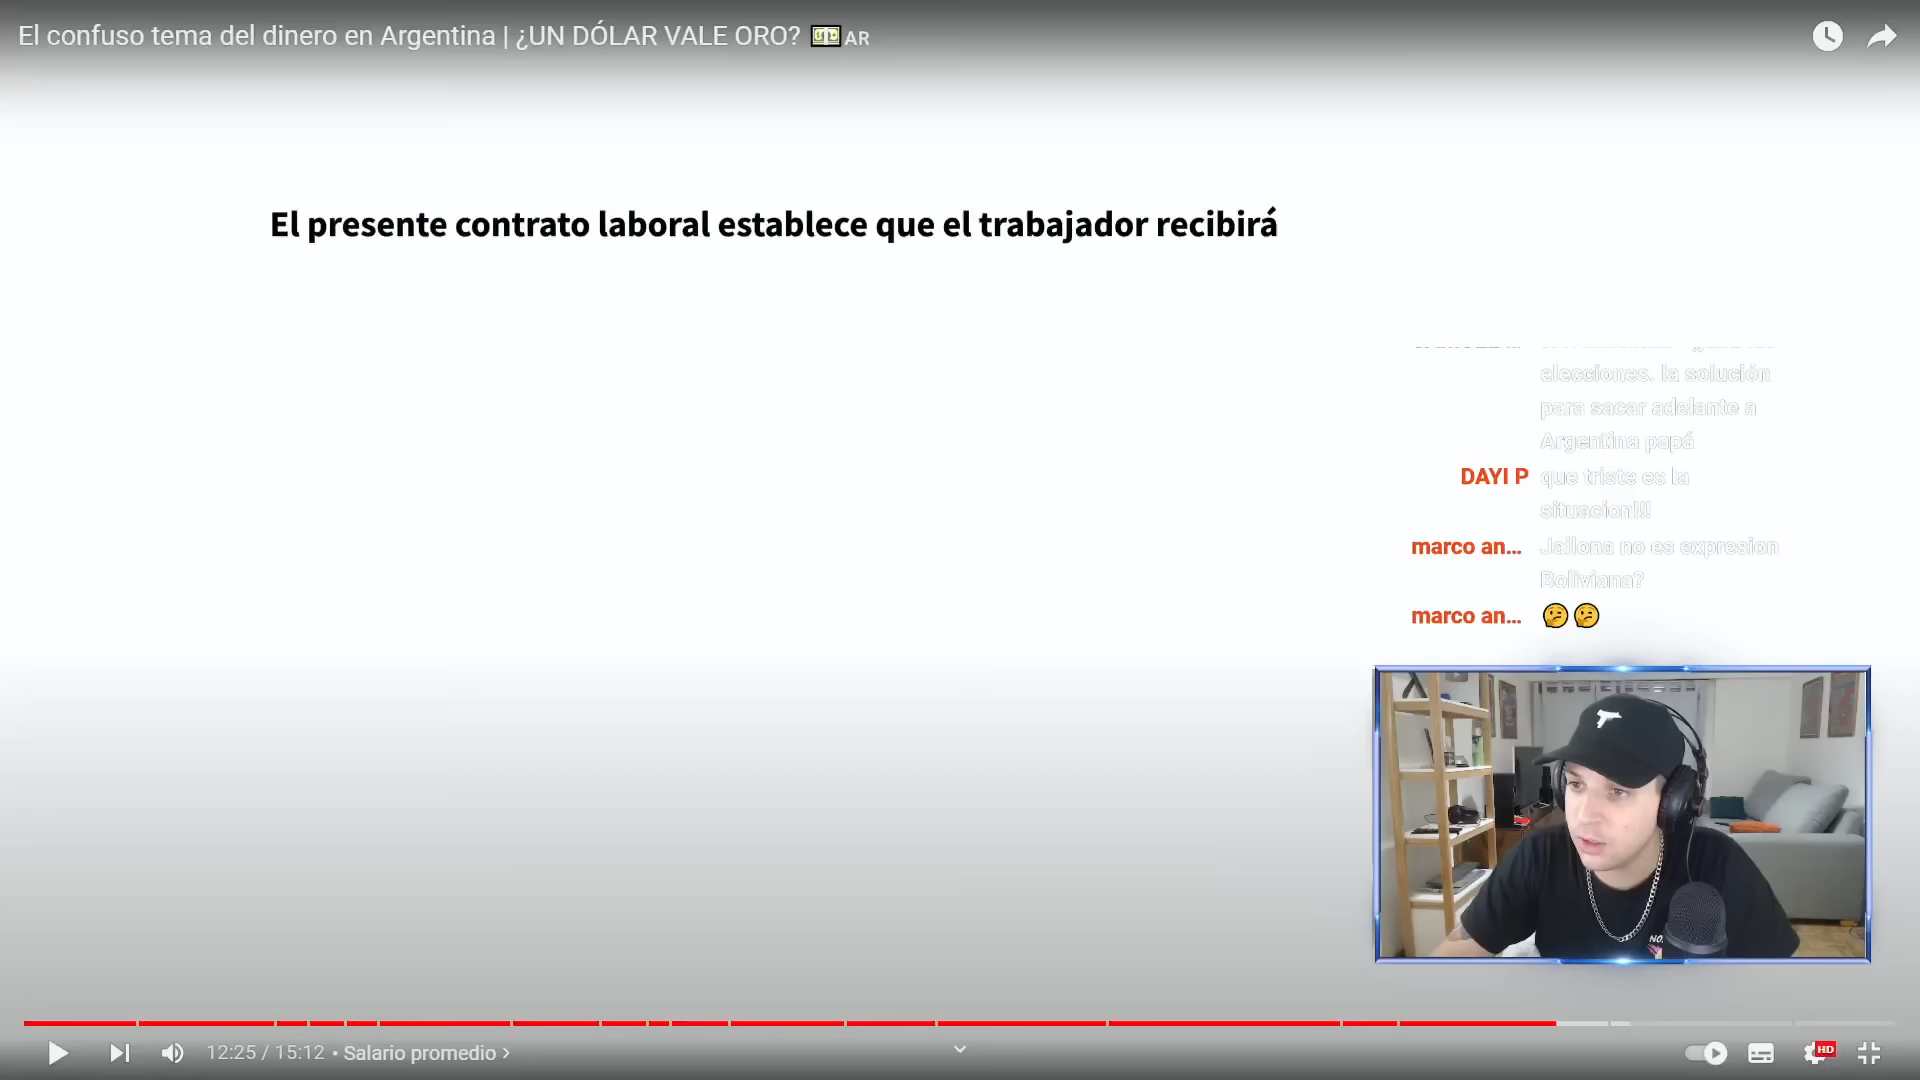 El confuso tema del dinero en Argentina | ¿UN DÓLAR VALE ORO? 💵 AR
El presente contrato laboral establece que el trabajador recibirá
elecciones. la solución
para sacar adelante a
Argentina papá
DAYI P que triste es la
situacion!!!
marco an... Jallona no es expresion
Boliviana?
marco an... 🤔🤔
NO.
12:25 / 15:12 • Salario promedio ›
HD